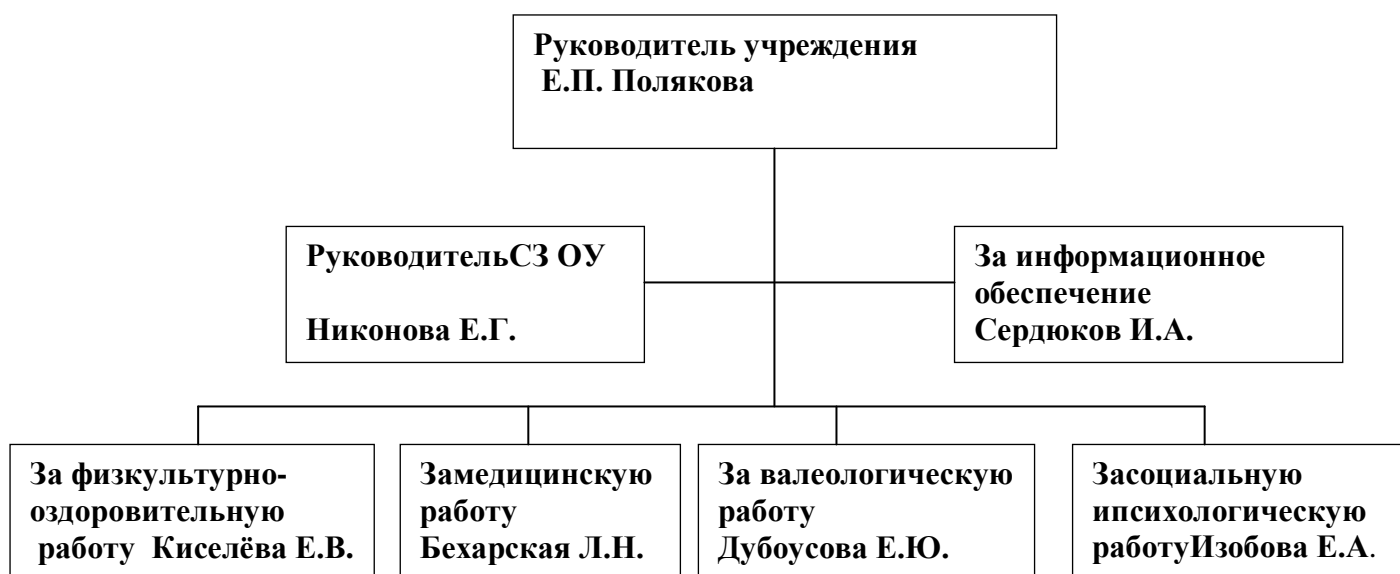 Руководитель учреждения
Е.П. Полякова
РуководительСЗ ОУ
Никонова Е.Г.
За информационное
обеспечение
Сердюков И.А.
За физкультурно-
оздоровительную
работу Киселёва Е.В.
Замедицинскую
работу
Бехарская Л.Н.
За валеологическую
работу
Дубоусова Е.Ю.
Засоциальную
ипсихологическую
работуИзобова Е.А.